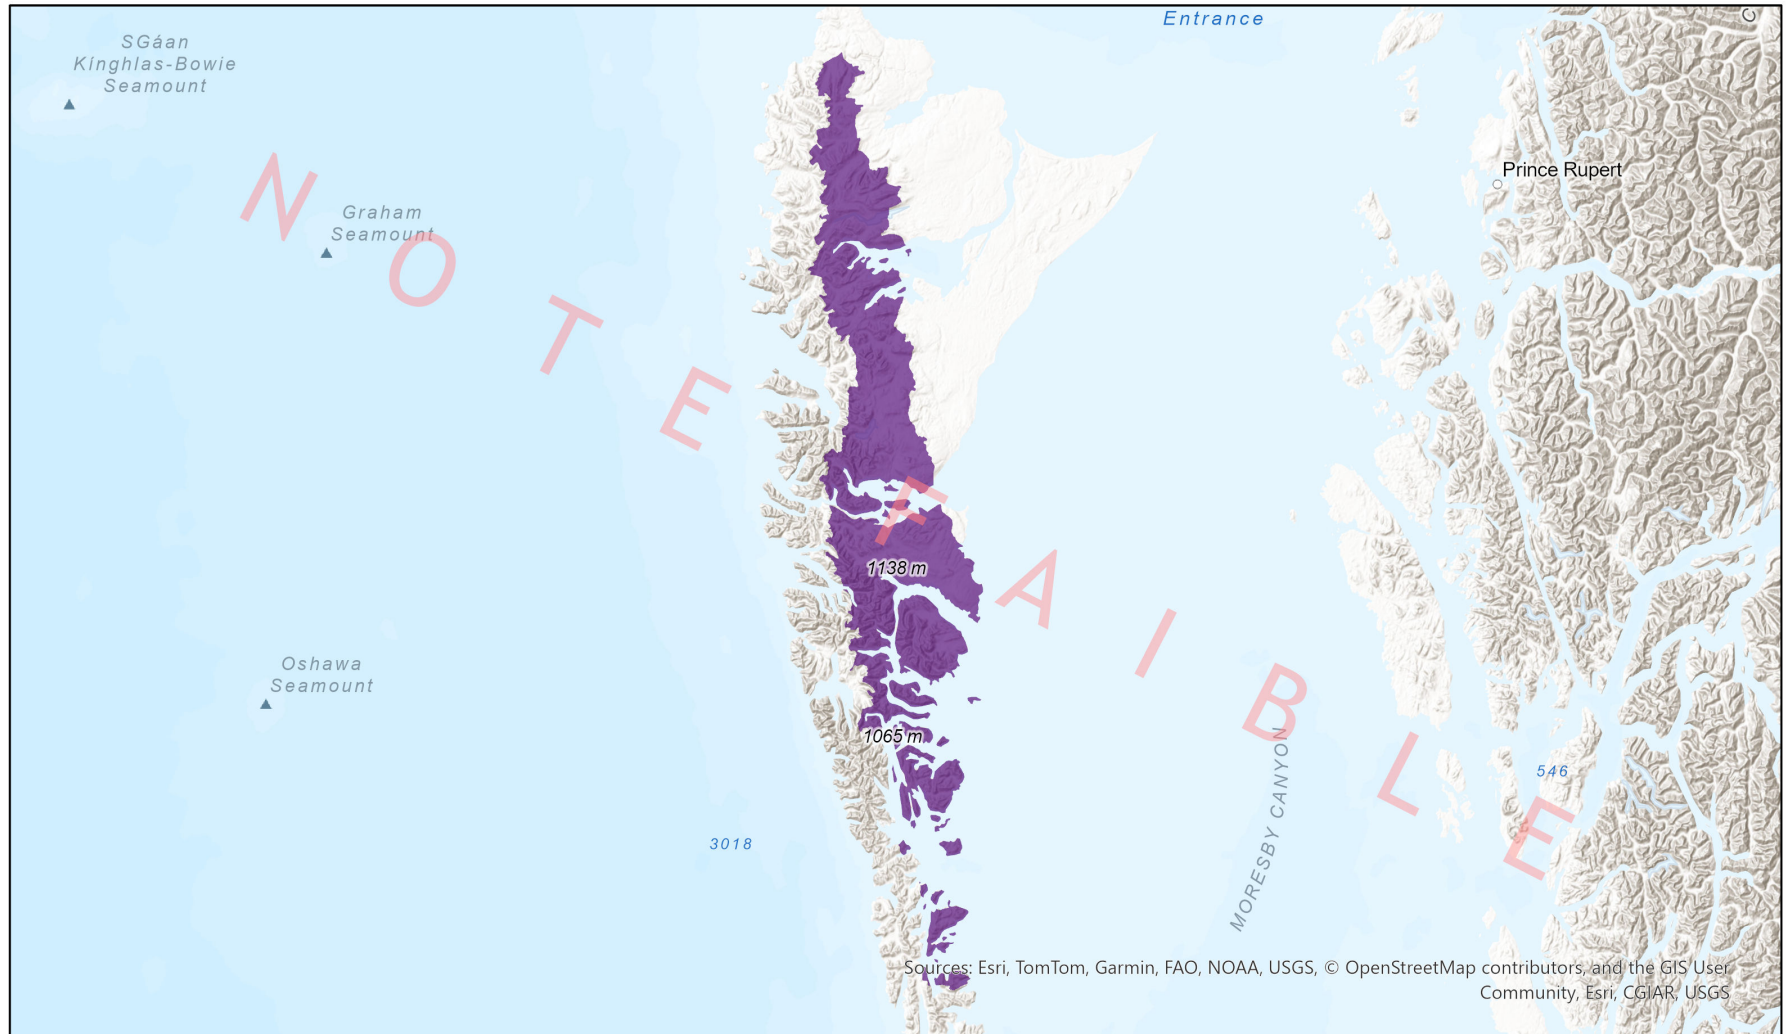 Entrance
SGáan
Kínghlas-Bowie
Seamount
Prince Rupert
Graham
Seamount
NOTE FAIBLE
1138 m
Oshawa
Seamount
1065 m
MORESBY CANYON
546
3018
Sources: Esri, TomTom, Garmin, FAO, NOAA, USGS, © OpenStreetMap contributors, and the GIS User
Community, Esri, CGIAR, USGS